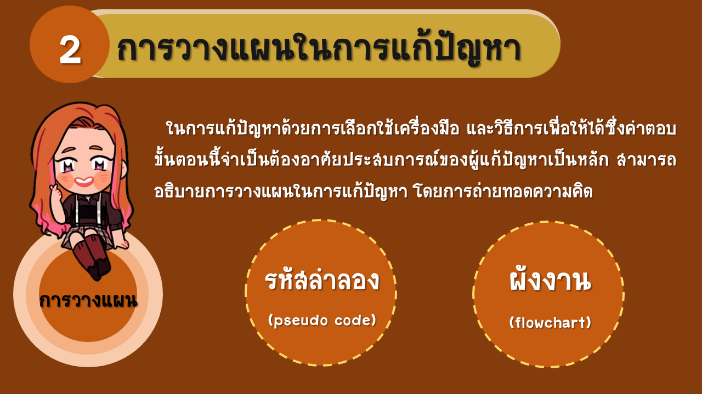 2
การวางแผนในการแก้ปัญหา
ในการแก้ปัญหาด้วยการเลือกใช้เครื่องมือ และวิธีการเพื่อให้ได้ซึ่งคำตอบ
ขั้นตอนนี้จำเป็นต้องอาศัยประสบการณ์ของผู้แก้ปัญหาเป็นหลัก สามารถ
อธิบายการวางแผนในการแก้ปัญหา โดยการถ่ายทอดความคิด
การวางแผน
รหัสลำลอง
(pseudo code)
ผังงาน
(flowchart)